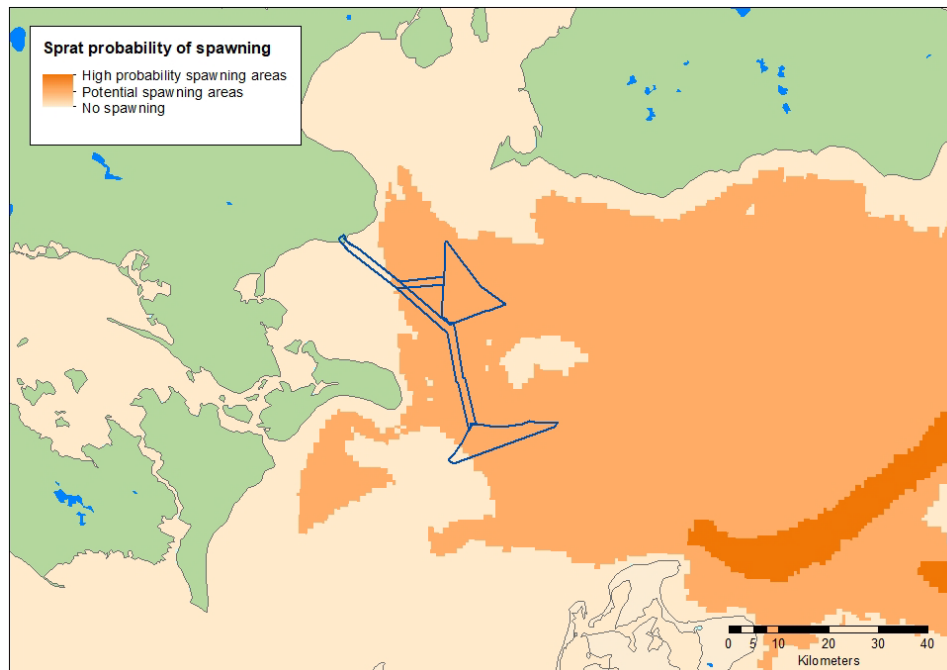 Sprat probability of spawning
High probability spawning areas
Potential spawning areas
No spawning
0 5 10 20 30 40
Kilometers